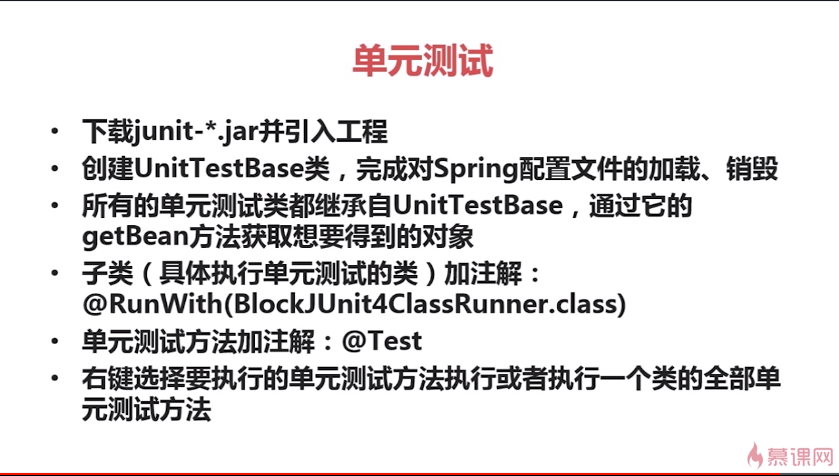 单元测试
• 下载junit-*.jar并引入工程
• 创建UnitTestBase类，完成对Spring配置文件的加载、销毁
• 所有的单元测试类都继承自UnitTestBase，通过它的
getBean方法获取想要得到的对象
• 子类（具体执行单元测试的类）加注解：
@RunWith(BlockJUnit4ClassRunner.class)
• 单元测试方法加注解：@Test
• 右键选择要执行的单元测试方法执行或者执行一个类的全部单
元测试方法
慕课网